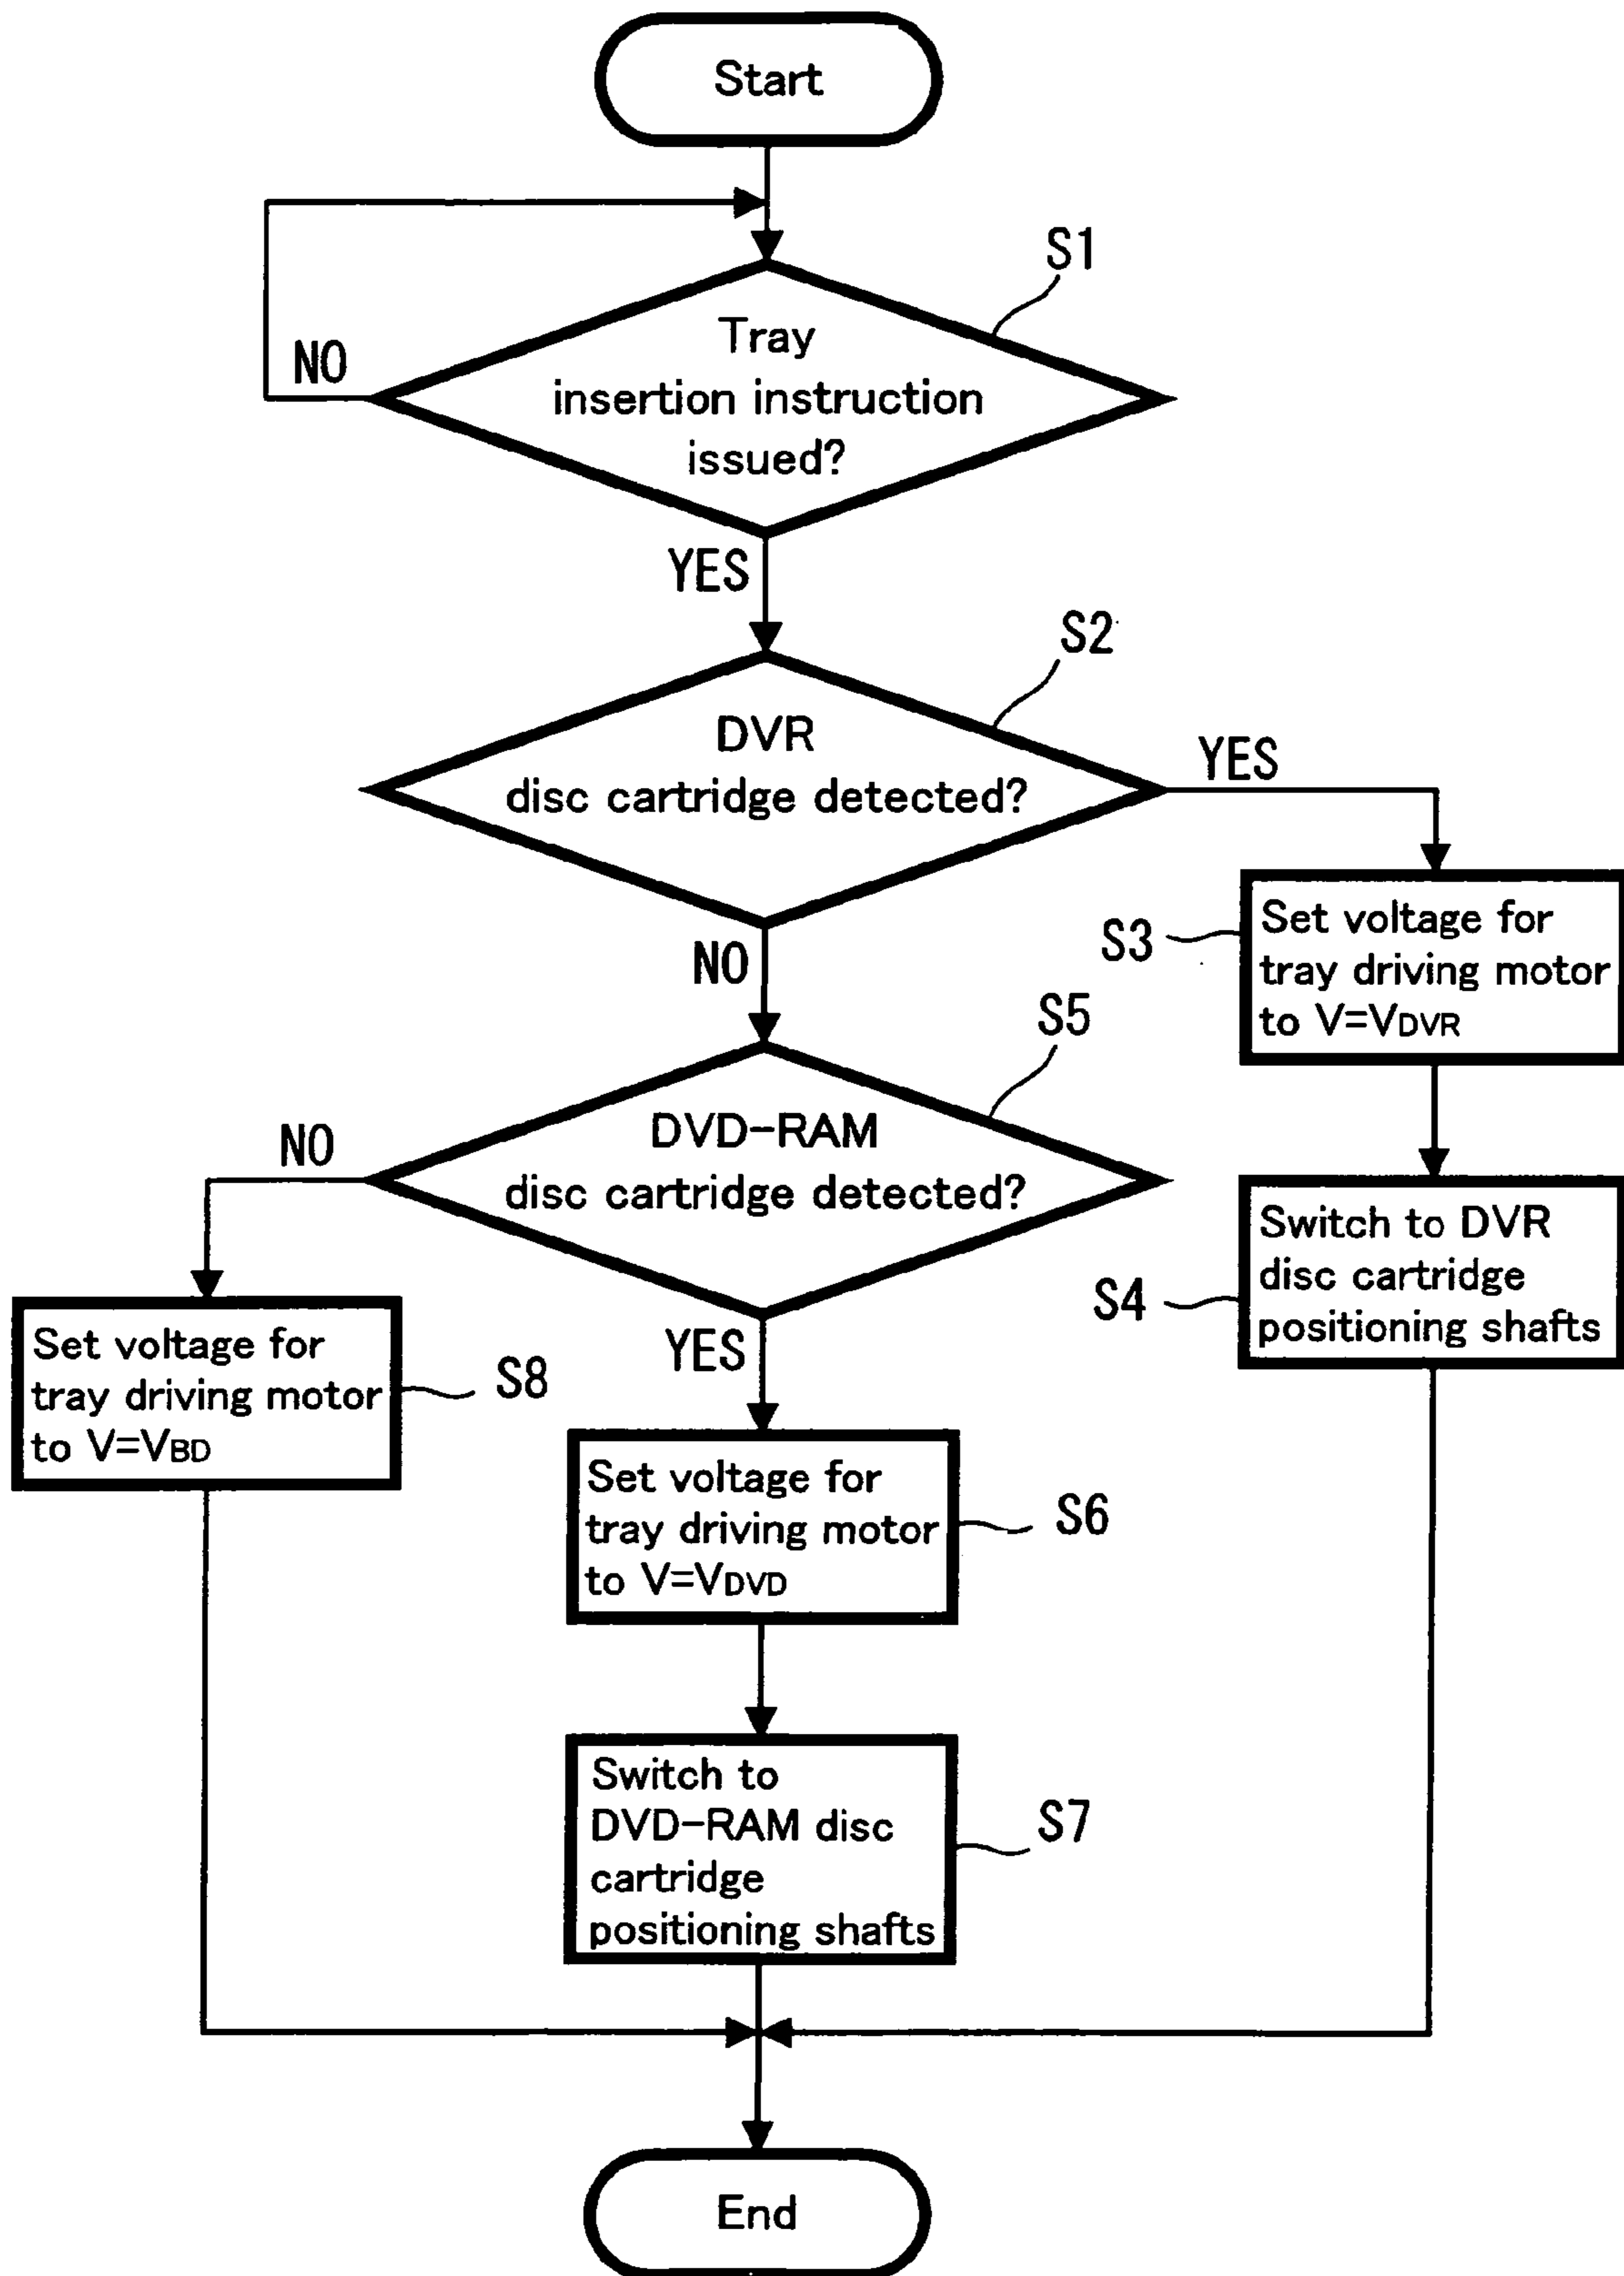 Start
S1
NO
Tray
insertion instruction
issued?
YES
S2
DVR
disc cartridge detected?
YES
S3
Set voltage for
tray driving motor
to V=VDVR
NO
S5
DVD-RAM
disc cartridge detected?
NO
S4
Switch to DVR
disc cartridge
positioning shafts
Set voltage for
tray driving motor
to V=VBD
S8
YES
Set voltage for
tray driving motor
to V=VDVD
S6
Switch to
DVD-RAM disc
cartridge
positioning shafts
S7
End